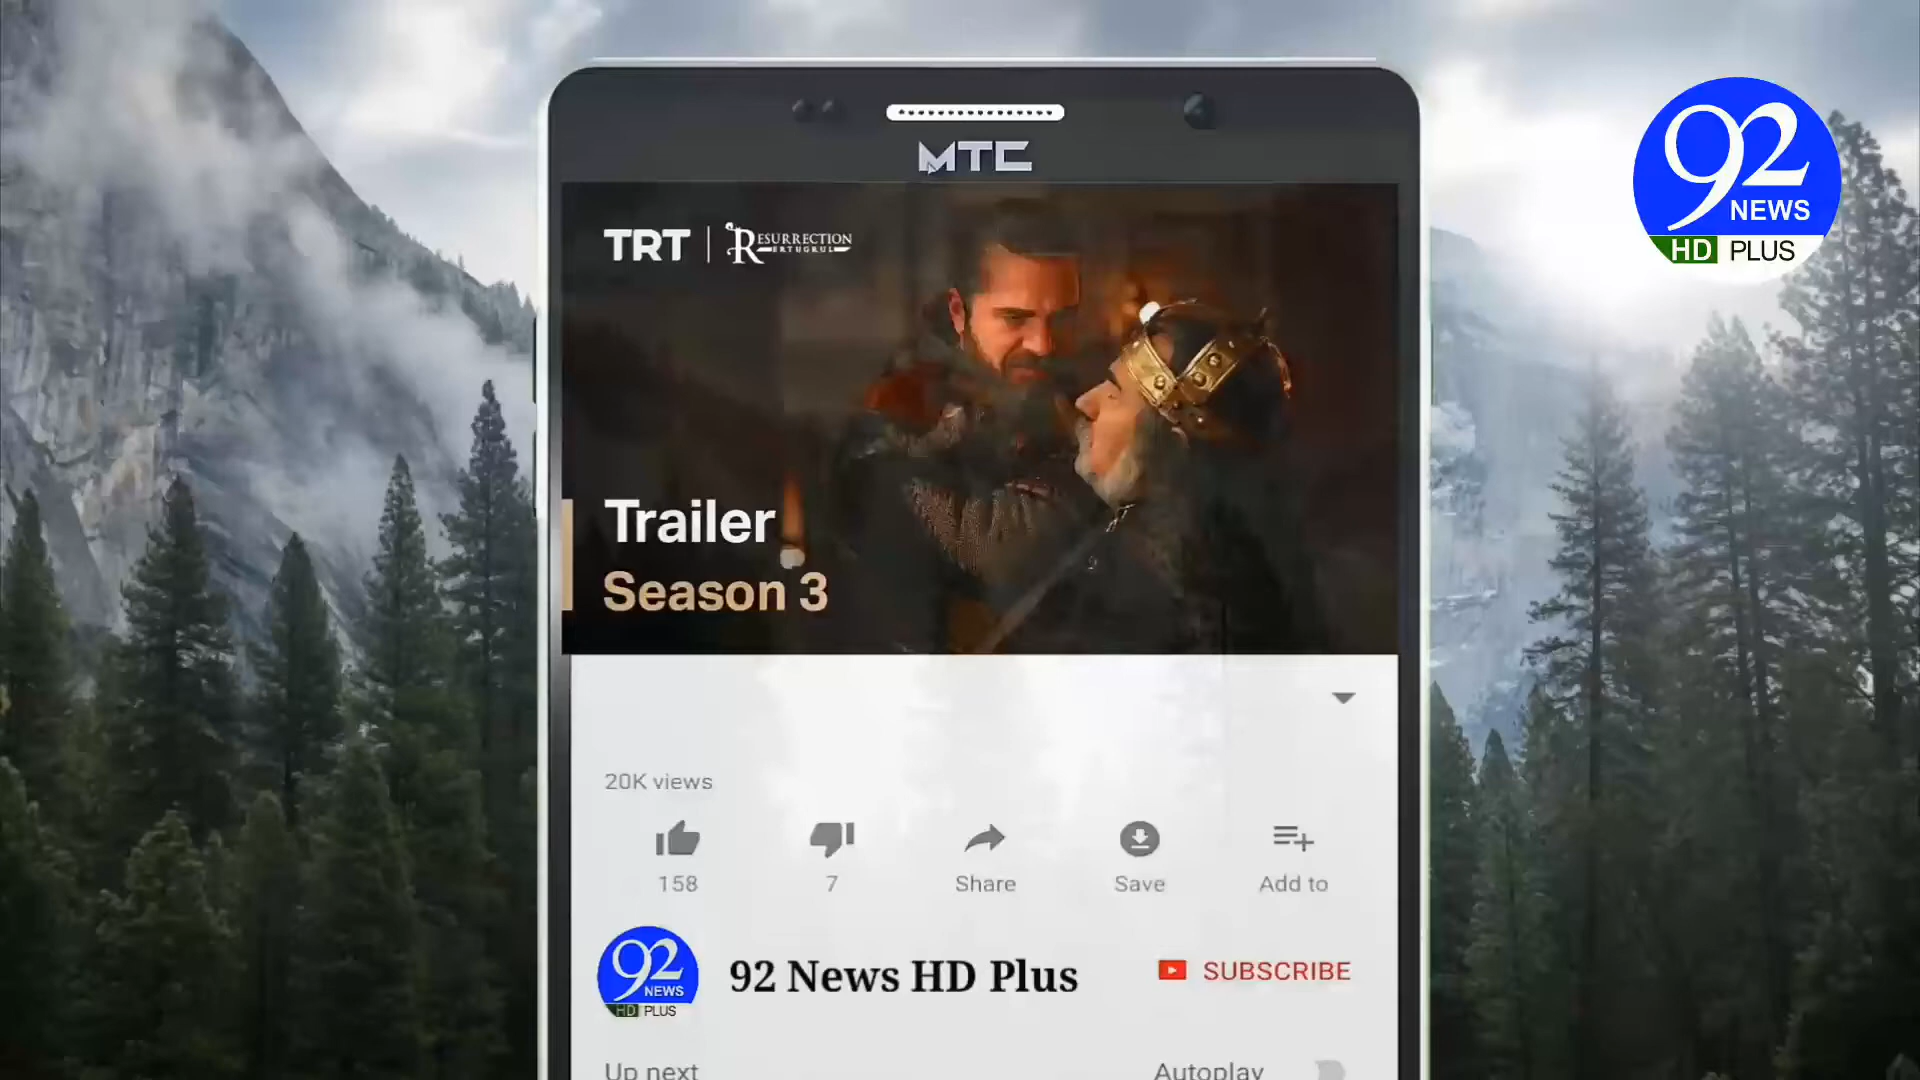 92
NEWS
HD PLUS
MTC
TRT | RESURRECTION
ERTUGRUL
Trailer
Season 3
20K views
158
7
Share
Save
Add to
92
NEWS
HD PLUS
92 News HD Plus
SUBSCRIBE
Up next
Autoplay